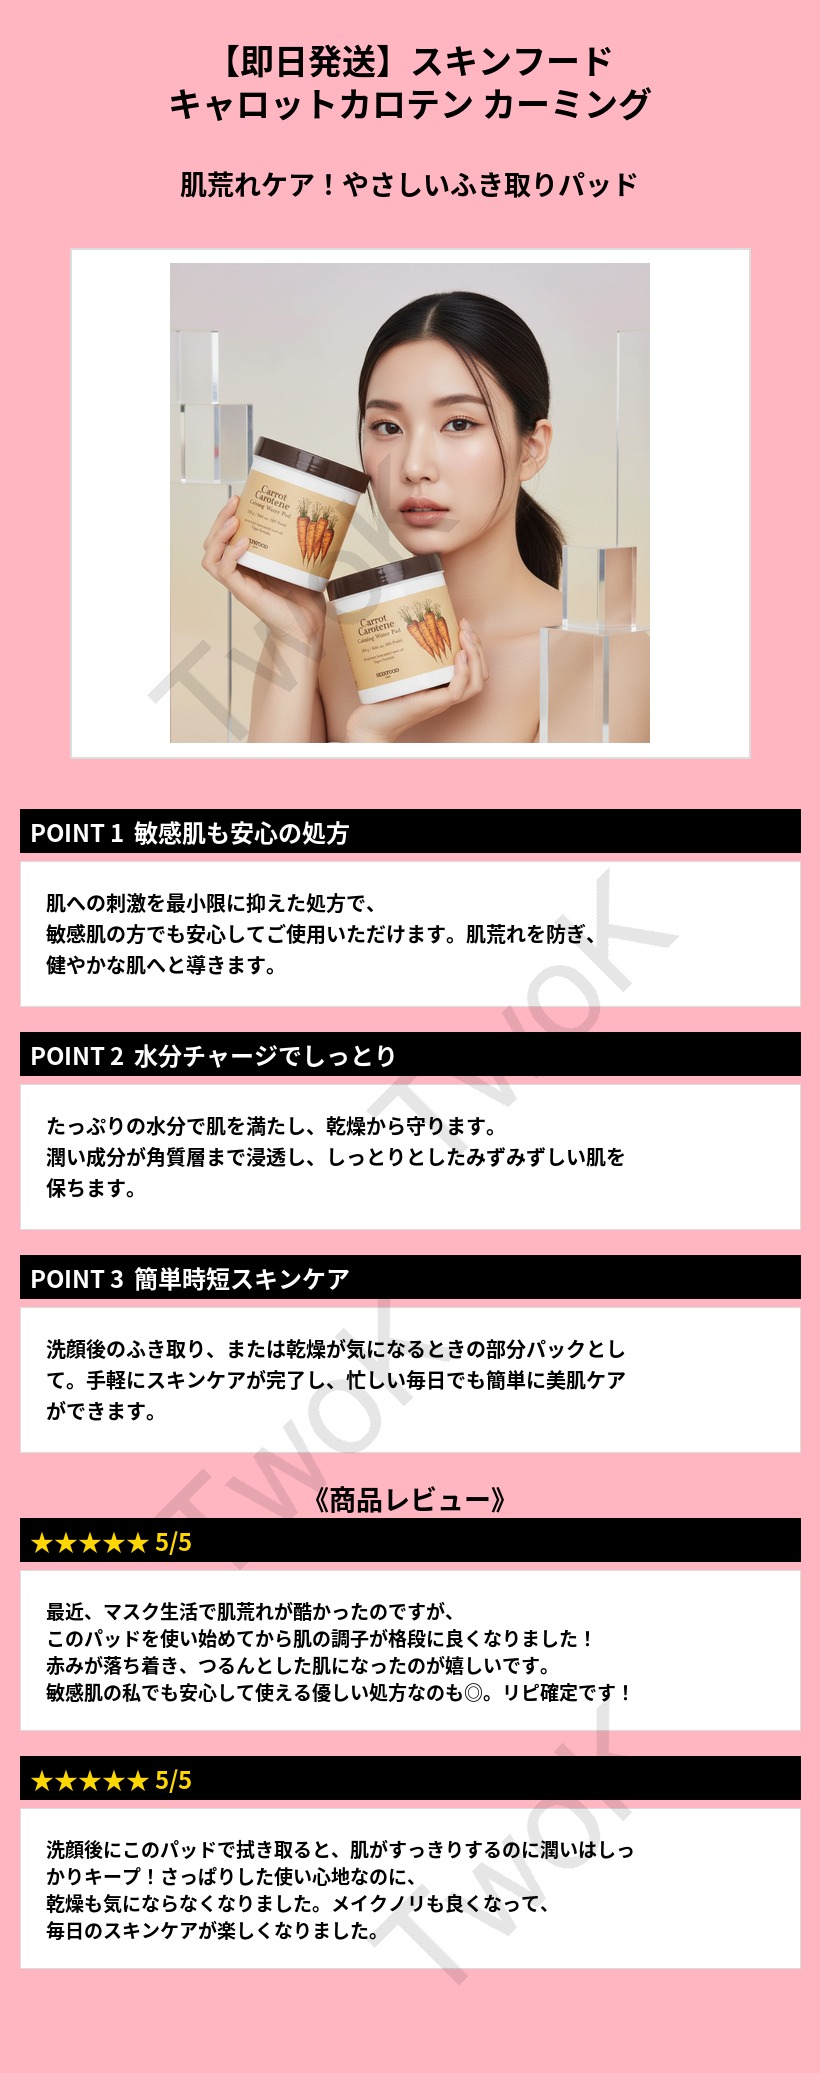 【即日発送】スキンフード
キャロットカロテン カーミング
肌荒れケア！やさしいふき取りパッド
Carrot
Carotene
Calming Water Pad
SKINFOOD
Carrot
Carotene
Calming Water Pad
SKINFOOD
TwoK
POINT 1 敏感肌も安心の処方
肌への刺激を最小限に抑えた処方で、
敏感肌の方でも安心してご使用いただけます。肌荒れを防ぎ、
健やかな肌へと導きます。
TwoK
POINT 2 水分チャージでしっとり
たっぷりの水分で肌を満たし、乾燥から守ります。
潤い成分が角質層まで浸透し、しっとりとしたみずみずしい肌を
保ちます。
POINT 3 簡単時短スキンケア
洗顔後のふき取り、または乾燥が気になるときの部分パックとし
て。手軽にスキンケアが完了し、忙しい毎日でも簡単に美肌ケア
ができます。
TwoK
《商品レビュー》
★★★★★ 5/5
最近、マスク生活で肌荒れが酷かったのですが、
このパッドを使い始めてから肌の調子が格段に良くなりました！
赤みが落ち着き、つるんとした肌になったのが嬉しいです。
敏感肌の私でも安心して使える優しい処方なのも◎。リピ確定です！
★★★★★ 5/5
洗顔後にこのパッドで拭き取ると、肌がすっきりするのに潤いはしっ
かりキープ！さっぱりした使い心地なのに、
乾燥も気にならなくなりました。メイクノリも良くなって、
毎日のスキンケアが楽しくなりました。
TwoK